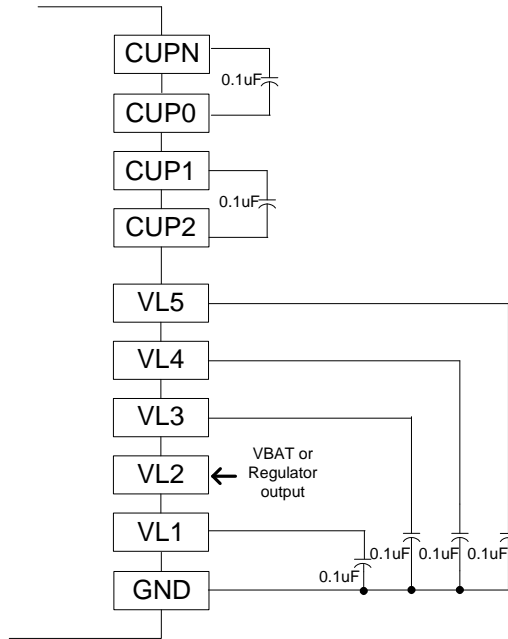 CUPN
0.1uF
CUP0
CUP1
0.1uF
CUP2
VL5
VL4
VL3
VL2
VBAT or
Regulator
output
VL1
0.1uF
0.1uF
0.1uF
0.1uF
GND